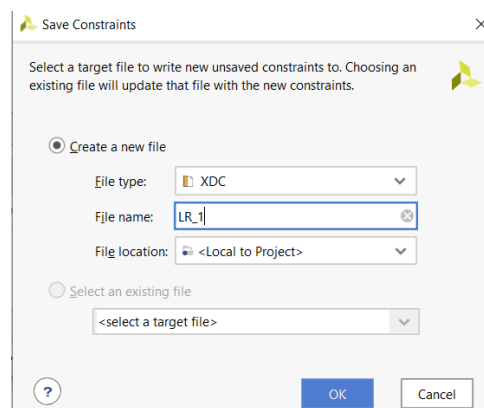 Save Constraints
Select a target file to write new unsaved constraints to. Choosing an
existing file will update that file with the new constraints.
Create a new file
File type: XDC
File name: LR_1
File location: <Local to Project>
Select an existing file
<select a target file>
?
OK Cancel